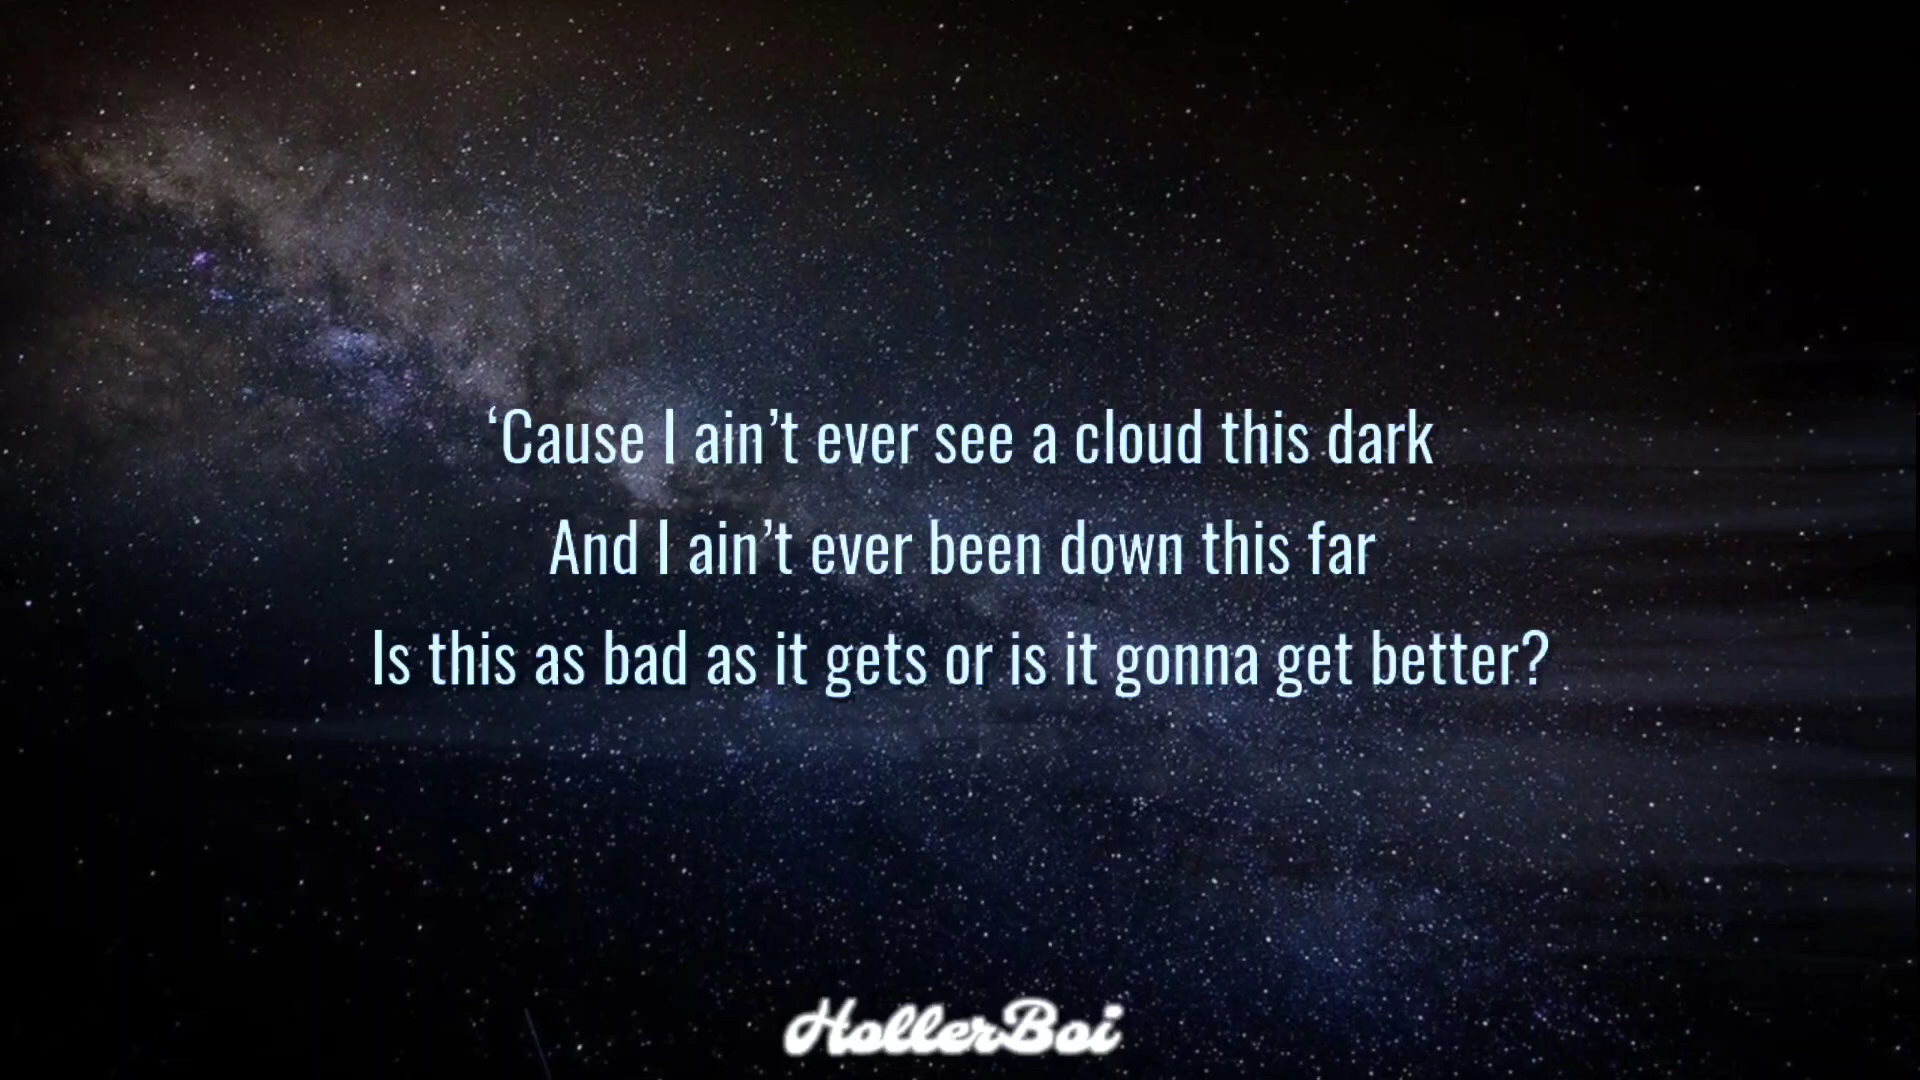 ‘Cause I ain’t ever see a cloud this dark
And I ain’t ever been down this far
Is this as bad as it gets or is it gonna get better?
HollerBoi